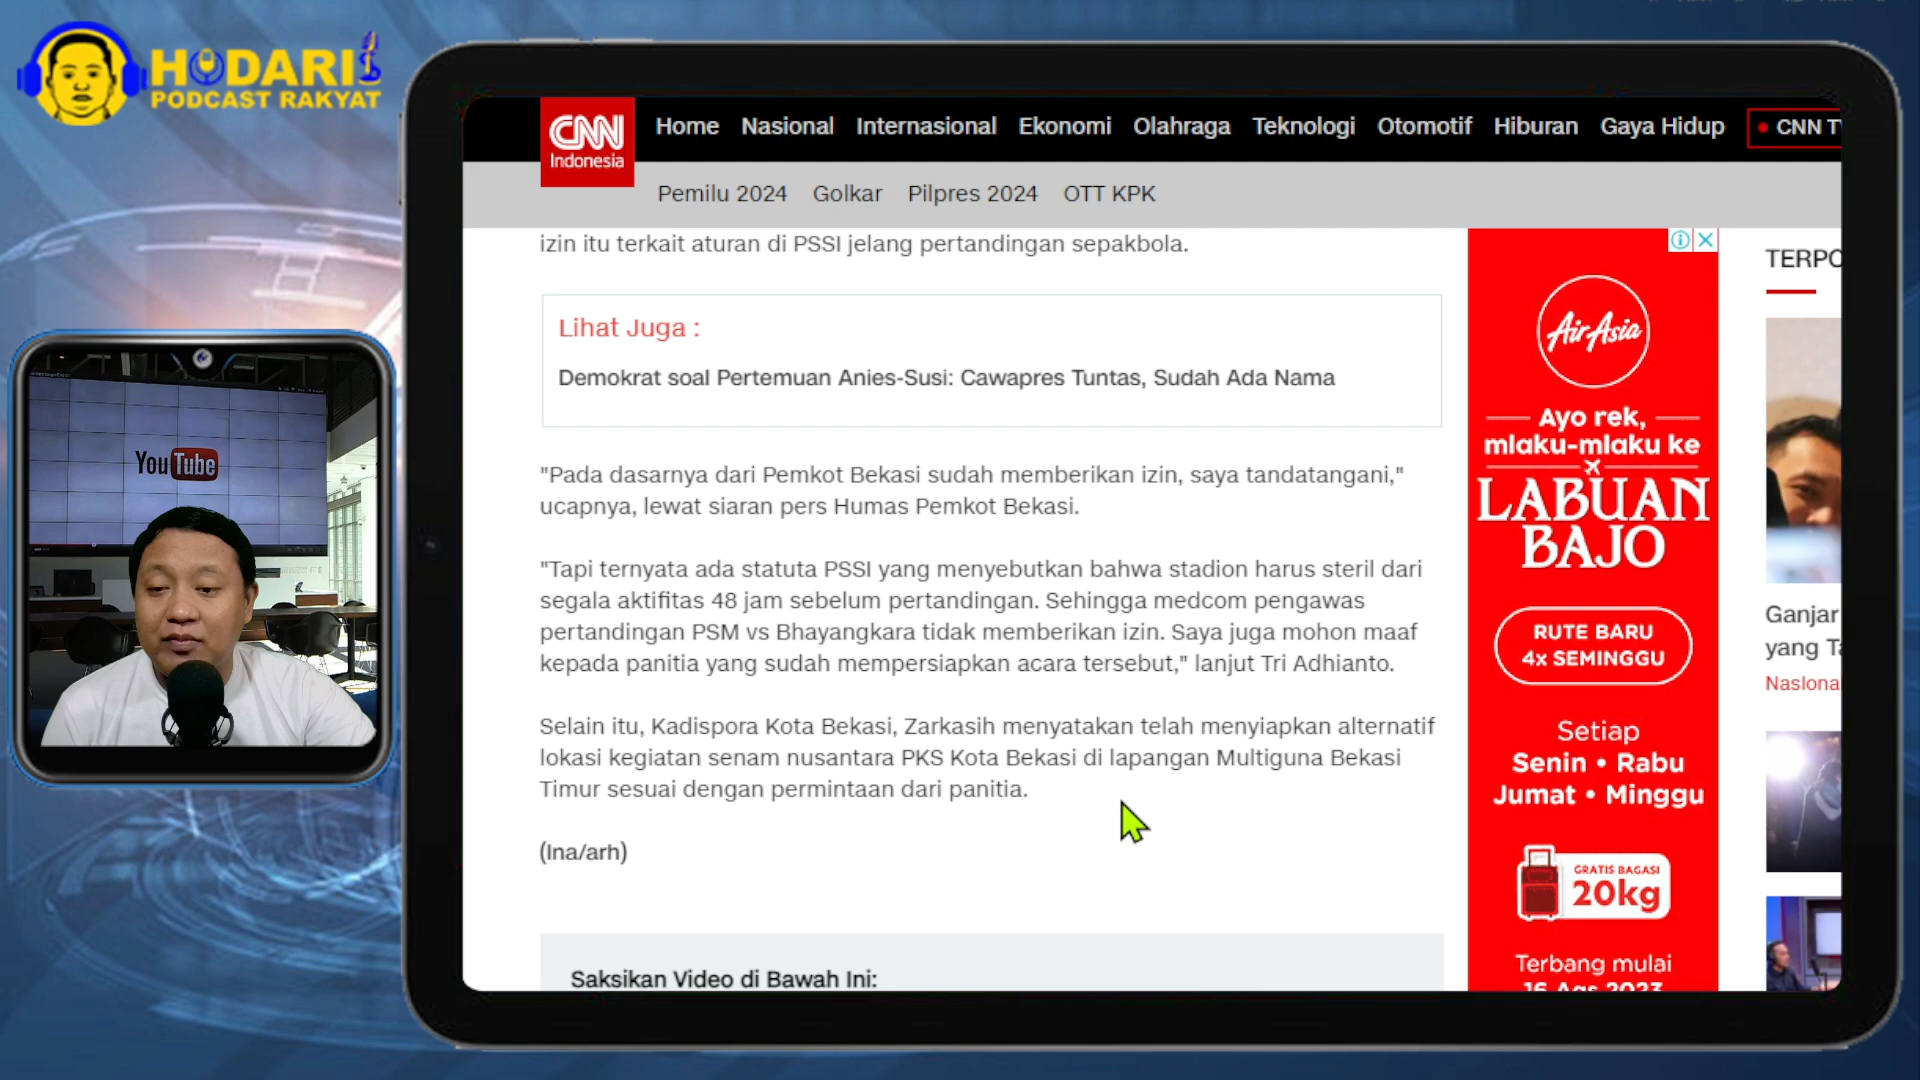 HODARI
PODCAST RAKYAT
YouTube
CNN
Indonesia
Home Nasional Internasional Ekonomi Olahraga Teknologi Otomotif Hiburan Gaya Hidup CNN T
Pemilu 2024 Golkar Pilpres 2024 OTT KPK
izin itu terkait aturan di PSSI jelang pertandingan sepakbola.
Lihat Juga :
Demokrat soal Pertemuan Anies-Susi: Cawapres Tuntas, Sudah Ada Nama
"Pada dasarnya dari Pemkot Bekasi sudah memberikan izin, saya tandatangani,"
ucapnya, lewat siaran pers Humas Pemkot Bekasi.
"Tapi ternyata ada statuta PSSI yang menyebutkan bahwa stadion harus steril dari
segala aktifitas 48 jam sebelum pertandingan. Sehingga medcom pengawas
pertandingan PSM vs Bhayangkara tidak memberikan izin. Saya juga mohon maaf
kepada panitia yang sudah mempersiapkan acara tersebut," lanjut Tri Adhianto.
Selain itu, Kadispora Kota Bekasi, Zarkasih menyatakan telah menyiapkan alternatif
lokasi kegiatan senam nusantara PKS Kota Bekasi di lapangan Multiguna Bekasi
Timur sesuai dengan permintaan dari panitia.
(Ina/arh)
Saksikan Video di Bawah Ini:
AirAsia
Ayo rek,
mlaku-mlaku ke
LABUAN
BAJO
RUTE BARU
4x SEMINGGU
Setiap
Senin • Rabu
Jumat • Minggu
GRATIS BAGASI
20kg
Terbang mulai
16 Ags 2023
TERPO
Ganjar
yang Ta
Nasional